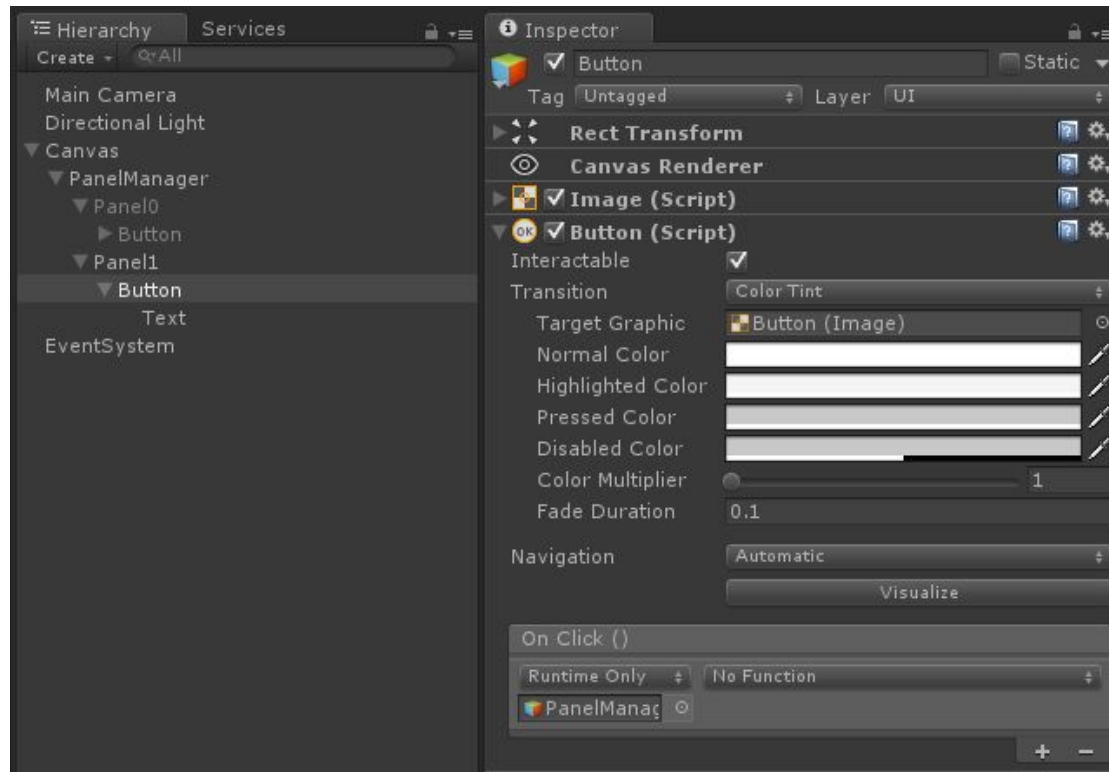 Hierarchy Services
Create All
Main Camera
Directional Light
Canvas
PanelManager
Panel0
Button
Panel1
Button
Text
EventSystem
Inspector
Button Static
Tag Untagged Layer UI
Rect Transform
Canvas Renderer
Image (Script)
OK Button (Script)
Interactable
Transition Color Tint
Target Graphic Button (Image)
Normal Color
Highlighted Color
Pressed Color
Disabled Color
Color Multiplier 1
Fade Duration 0.1
Navigation Automatic
Visualize
On Click ()
Runtime Only No Function
PanelManag
+ −